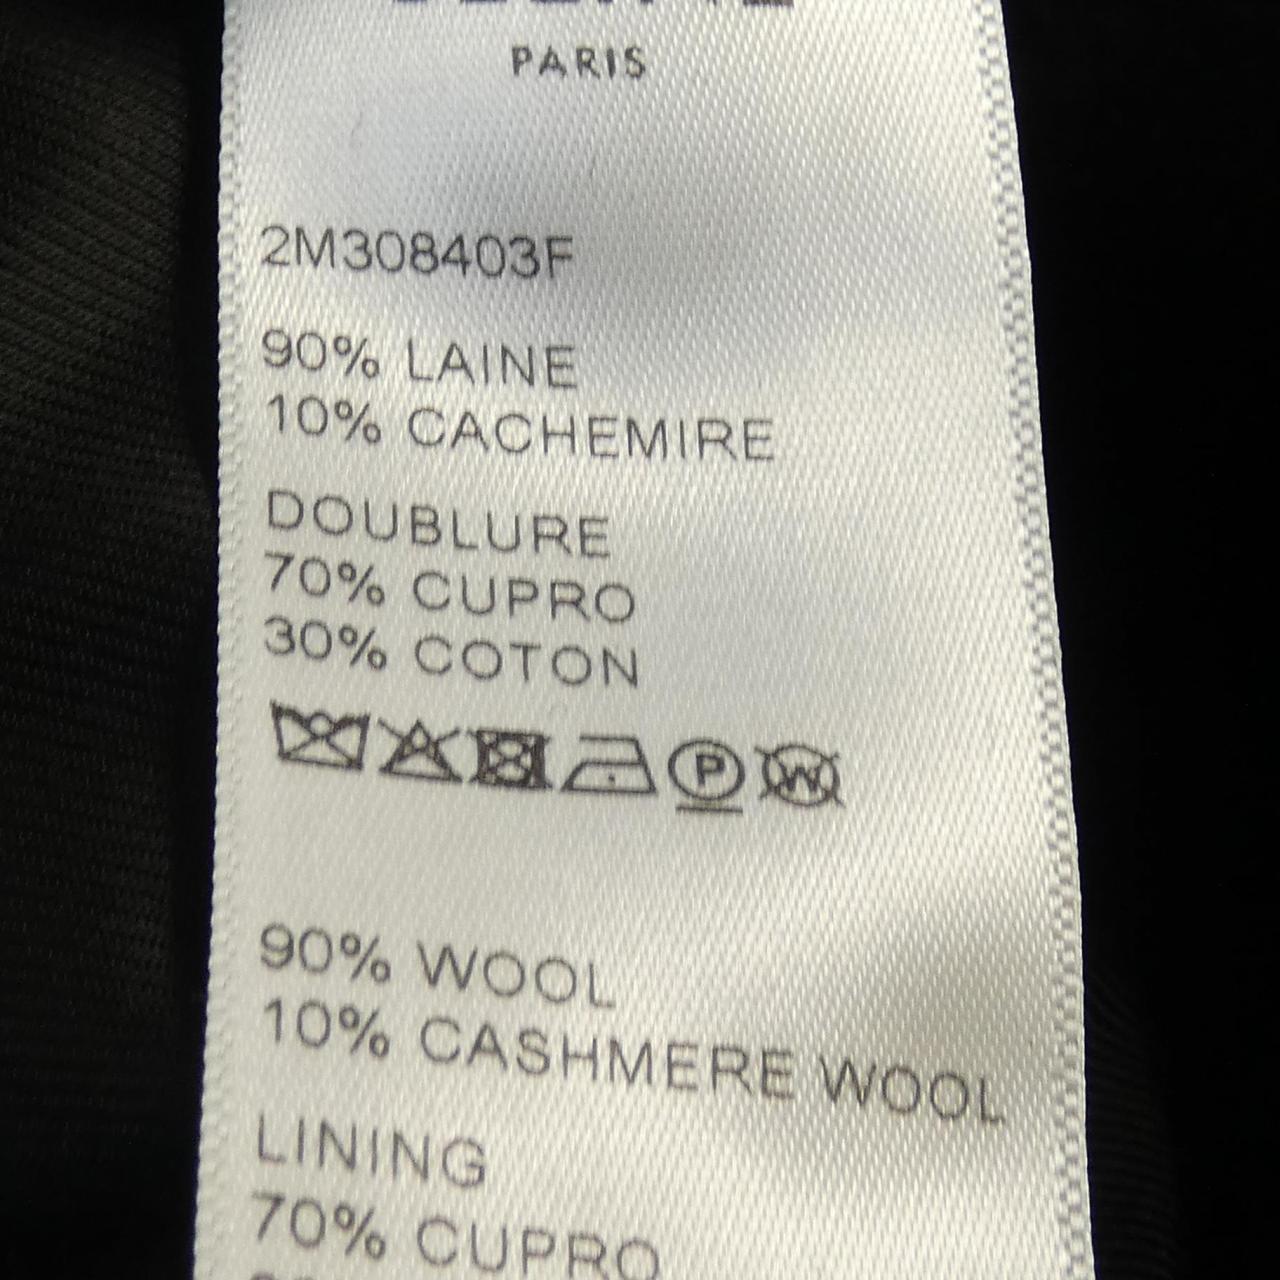 PARIS
2M308403F
90% LAINE
10% CACHEMIRE
DOUBLURE
70% CUPRO
30% COTON
P W
90% WOOL
10% CASHMERE WOOL
LINING
70% CUPRO